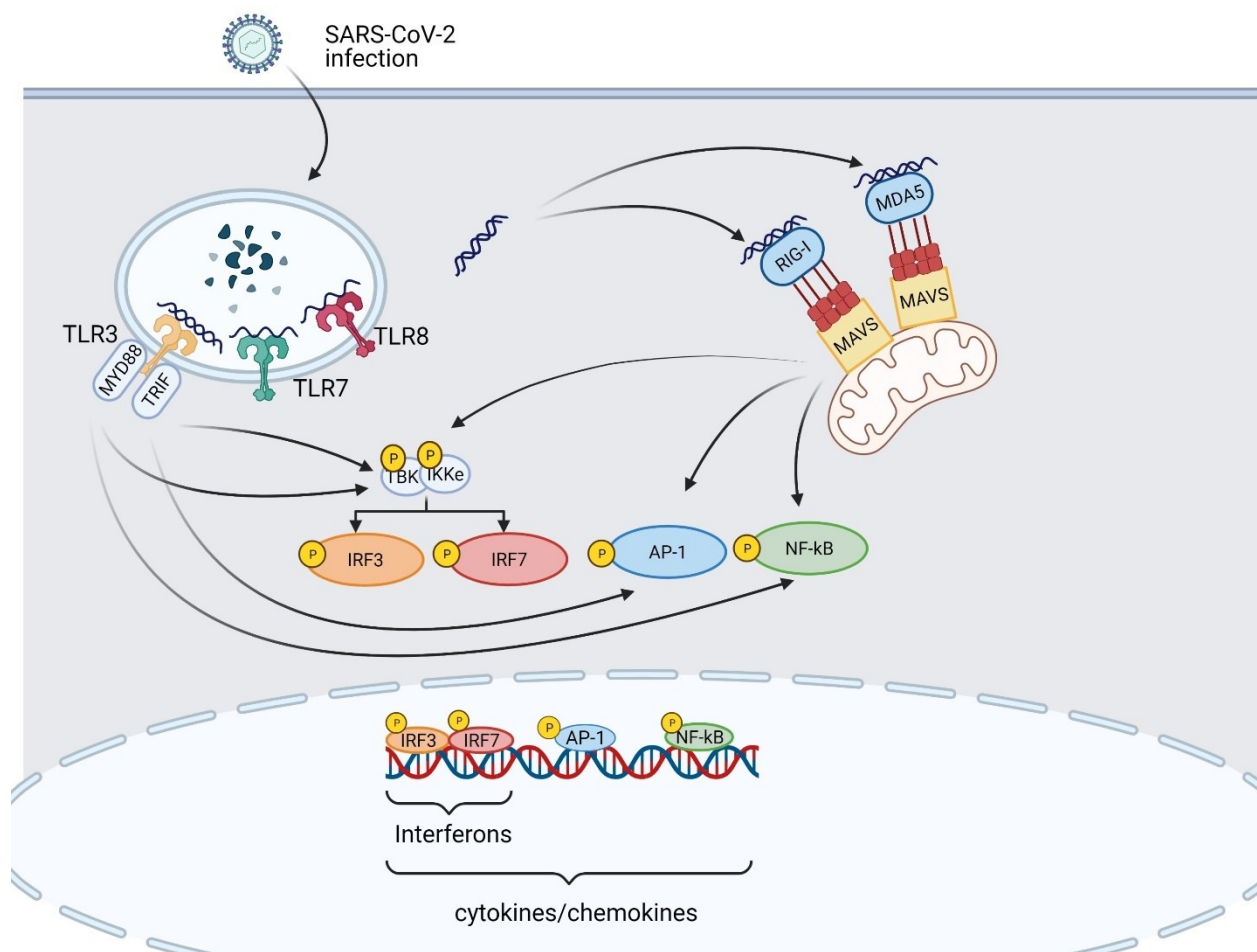 SARS-CoV-2
infection
MDA5
RIG-I
MAVS
MAVS
TLR3
MYD88
TRIF
TLR7
TLR8
P
P
TBK
IKKe
P
IRF3
P
IRF7
P
AP-1
P
NF-kB
P
IRF3
P
IRF7
P
AP-1
P
NF-kB
Interferons
cytokines/chemokines